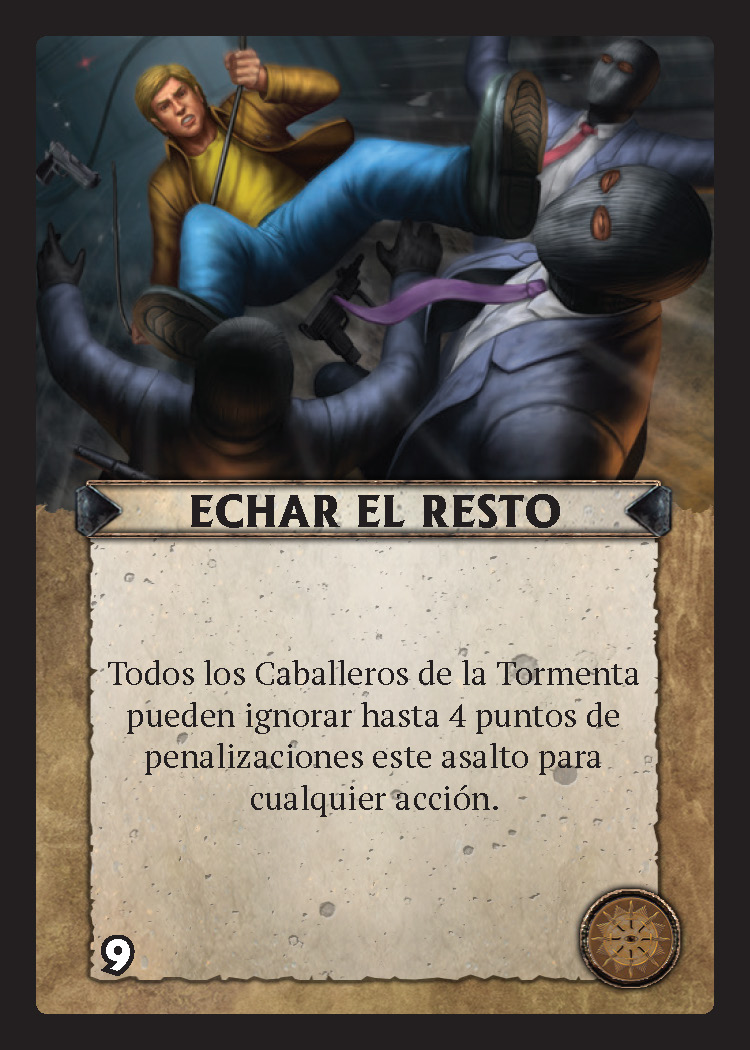 ECHAR EL RESTO
Todos los Caballeros de la Tormenta
pueden ignorar hasta 4 puntos de
penalizaciones este asalto para
cualquier acción.
9